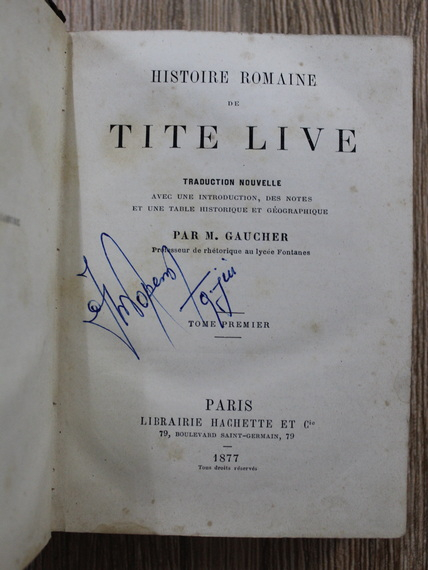 HISTOIRE ROMAINE
DE
TITE LIVE
TRADUCTION NOUVELLE
AVEC UNE INTRODUCTION, DES NOTES
ET UNE TABLE HISTORIQUE ET GÉOGRAPHIQUE
PAR M. GAUCHER
Professeur de rhétorique au lycée Fontanes
TOME PREMIER
PARIS
LIBRAIRIE HACHETTE ET Cie
79, BOULEVARD SAINT-GERMAIN, 79
1877
Tous droits réservés